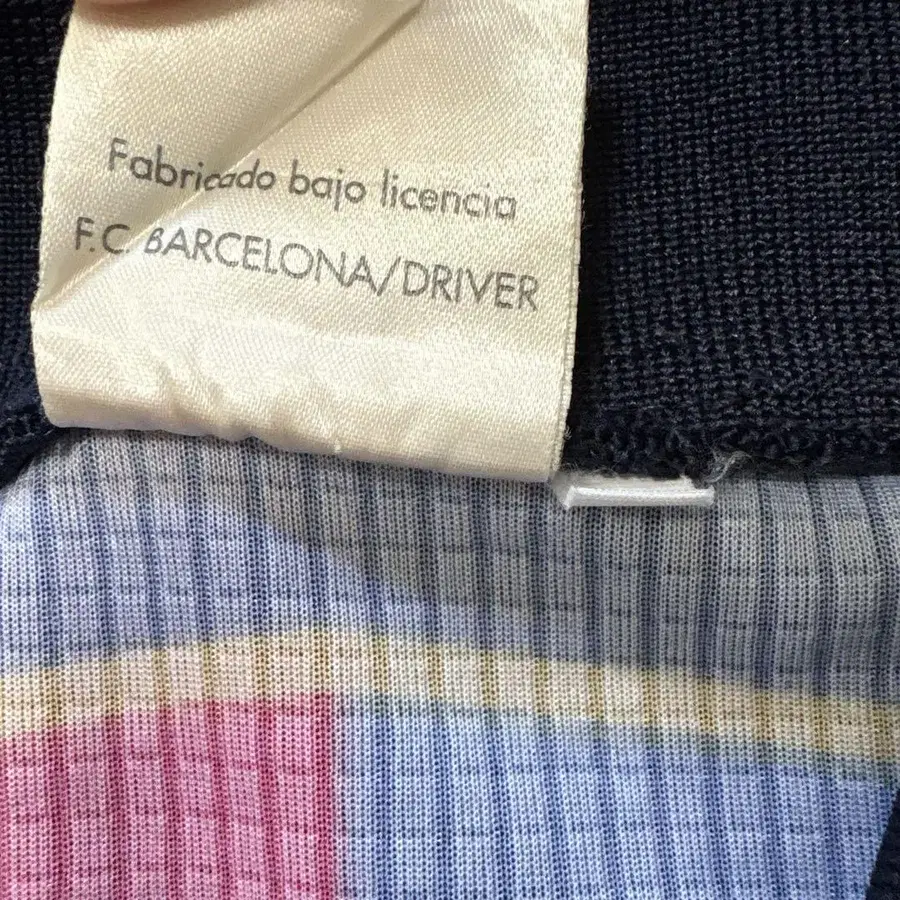 Fabricado bajo licencia
F.C. BARCELONA/DRIVER